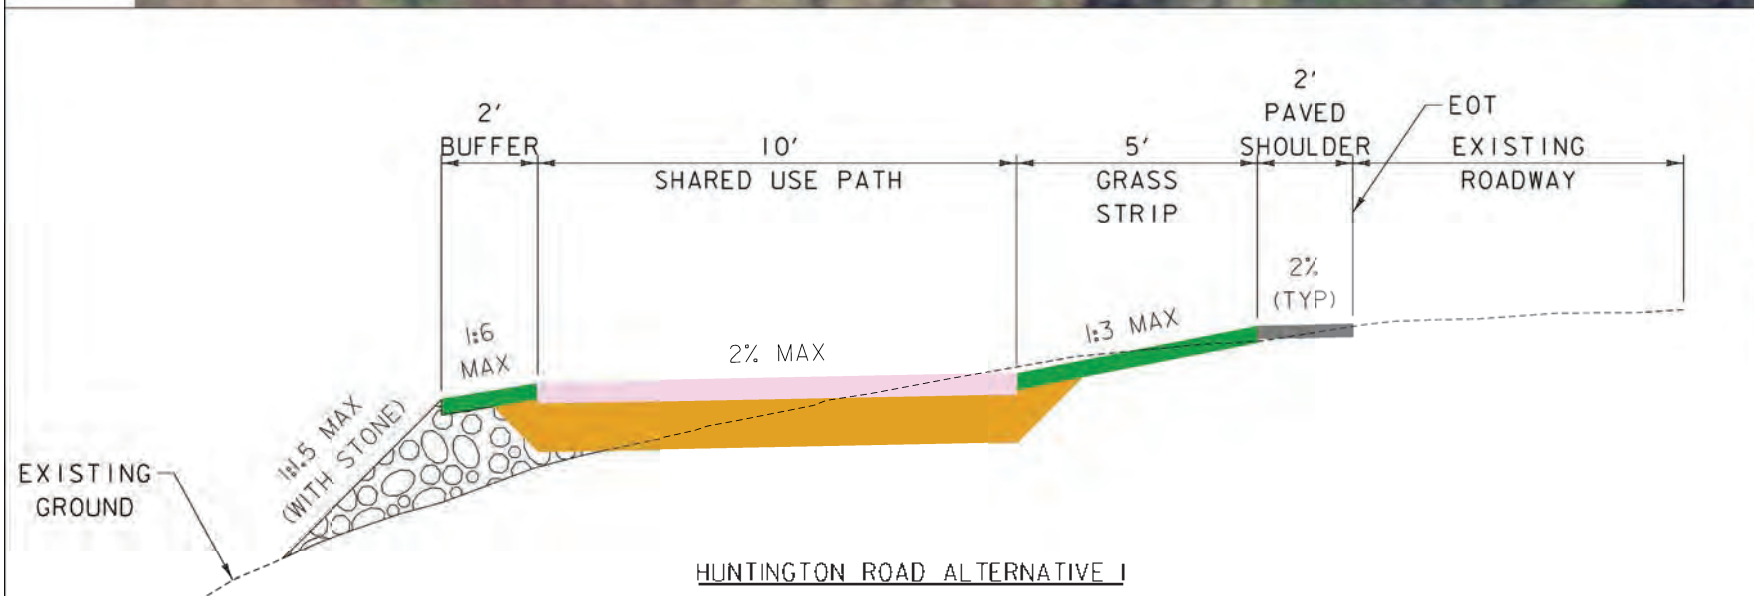 2'
BUFFER
10'
SHARED USE PATH
5'
GRASS
STRIP
2'
PAVED
SHOULDER
EOT
EXISTING
ROADWAY
1:6
MAX
2% MAX
1:3 MAX
2%
(TYP)
1:1.5 MAX
(WITH STONE)
EXISTING
GROUND
HUNTINGTON ROAD ALTERNATIVE 1